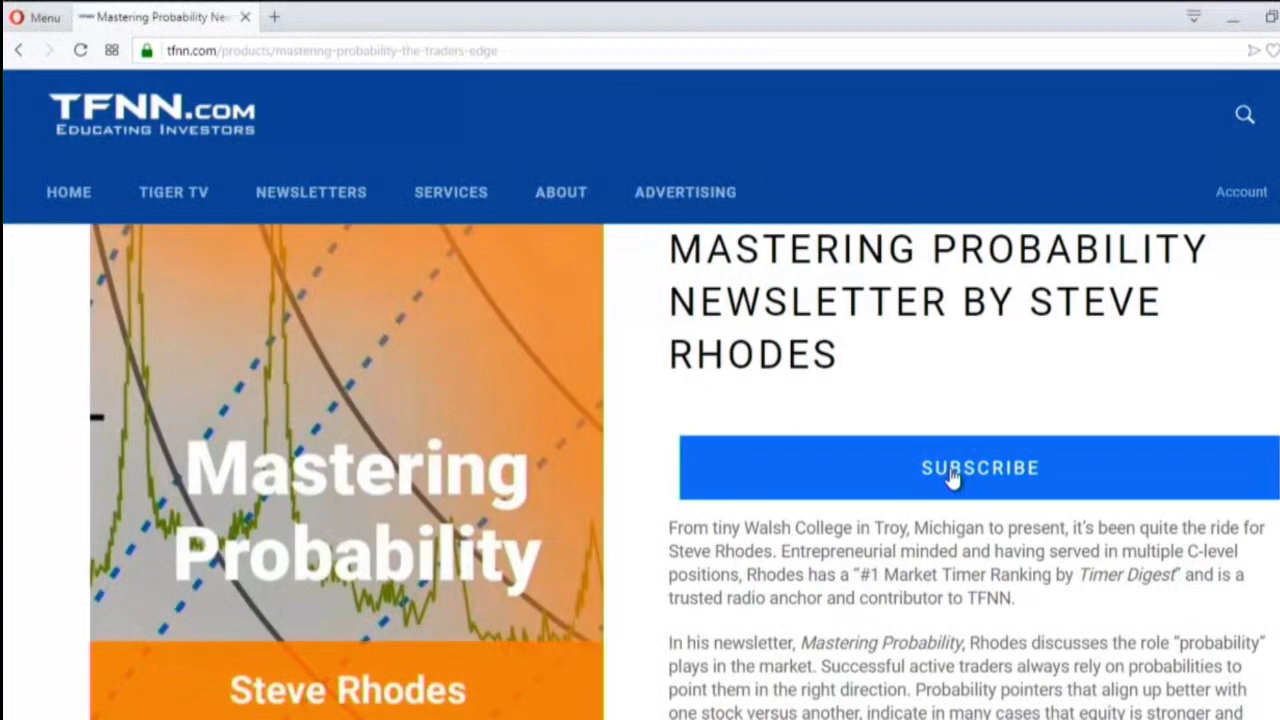 Menu
Mastering Probability New
tfnn.com/products/mastering-probability-the-traders-edge
TFNN.COM
EDUCATING INVESTORS
HOME TIGER TV NEWSLETTERS SERVICES ABOUT ADVERTISING Account
MASTERING PROBABILITY
NEWSLETTER BY STEVE
RHODES
Mastering
Probability
Steve Rhodes
SUBSCRIBE
From tiny Walsh College in Troy, Michigan to present, it's been quite the ride for
Steve Rhodes. Entrepreneurial minded and having served in multiple C-level
positions, Rhodes has a “#1 Market Timer Ranking by Timer Digest” and is a
trusted radio anchor and contributor to TFNN.
In his newsletter, Mastering Probability, Rhodes discusses the role “probability”
plays in the market. Successful active traders always rely on probabilities to
point them in the right direction. Probability pointers that align up better with
one stock versus another, indicate in many cases that equity is stronger and